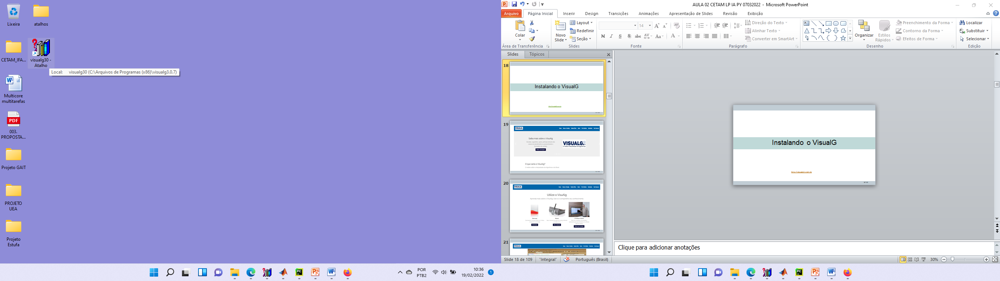 Lixeira
atalhos
CETAM_IFA...
visualg30 -
Atalho
Local: visualg30 (C:\Arquivos de Programas (x86)\visualg3.0.7)
Multicore
multitarefas
PDF
003.
PROPOSTA...
Projeto GAIT
PROJETO
UEA
Projeto
Estufa
POR
PTB2
10:36
19/02/2022
1
AULA 02 CETAM LP IA PY 07032022 - Microsoft PowerPoint
Arquivo
Página Inicial
Inserir
Design
Transições
Animações
Apresentação de Slides
Revisão
Exibição
Colar
Área de Transferência
Novo
Slide
Layout
Redefinir
Seção
Slides
14
Fonte
Direção do Texto
Alinhar Texto
Converter em SmartArt
Parágrafo
Organizar
Estilos
Rápidos
Preenchimento da Forma
Contorno da Forma
Efeitos de Forma
Desenho
Localizar
Substituir
Selecionar
Edição
Slides
Tópicos
18
Instalando o VisualG
19
VISUALG
Saiba mais sobre o VisuAlg
VISUALG
O que seria o VisuAlg?
20
VISUALG
Utilize o VisuAlg
21
VISUALG
Instalando o VisualG
Clique para adicionar anotações
Slide 18 de 109
"Integral"
Português (Brasil)
30%